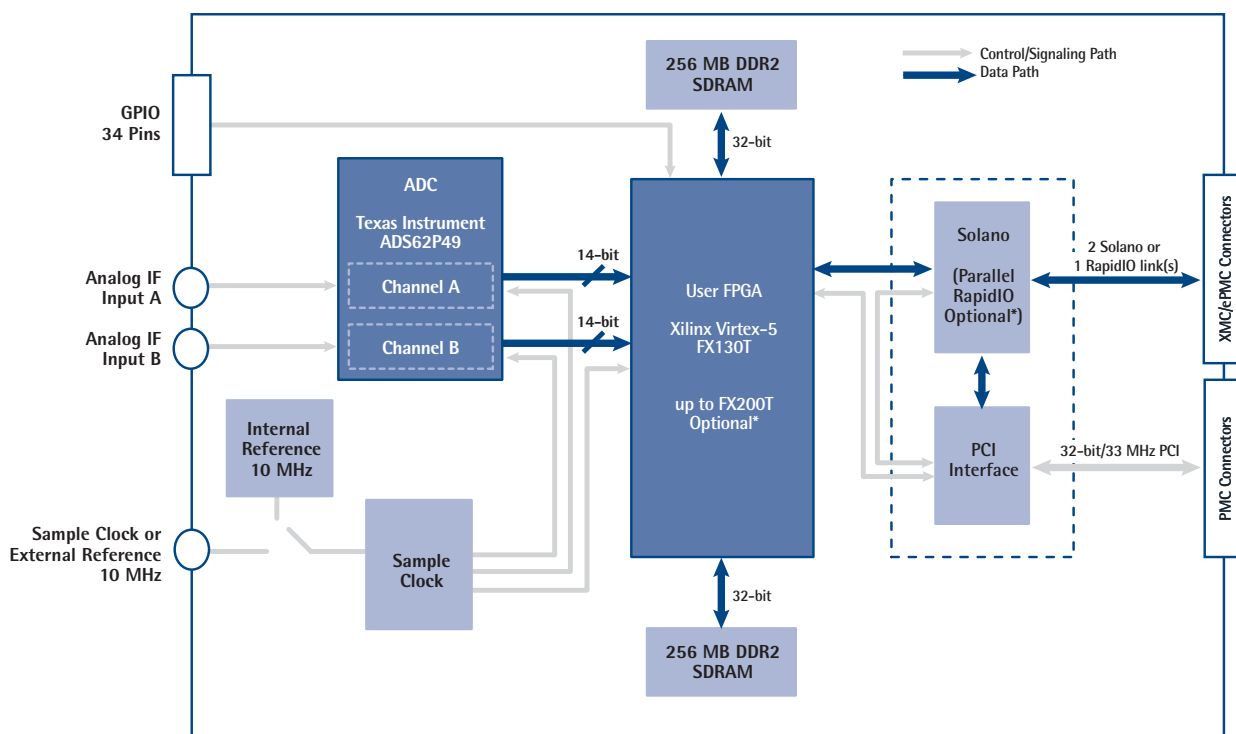 256 MB DDR2
SDRAM
Control/Signaling Path
Data Path
GPIO
34 Pins
32-bit
ADC
Texas Instrument
ADS62P49
Channel A
Channel B
14-bit
14-bit
Analog IF
Input A
Analog IF
Input B
User FPGA
Xilinx Virtex-5
FX130T
up to FX200T
Optional*
Solano
(Parallel
RapidIO
Optional*)
2 Solano or
1 RapidIO link(s)
XMC/ePMC Connectors
PCI
Interface
32-bit/33 MHz PCI
PMC Connectors
Internal
Reference
10 MHz
Sample Clock or
External Reference
10 MHz
Sample
Clock
32-bit
256 MB DDR2
SDRAM